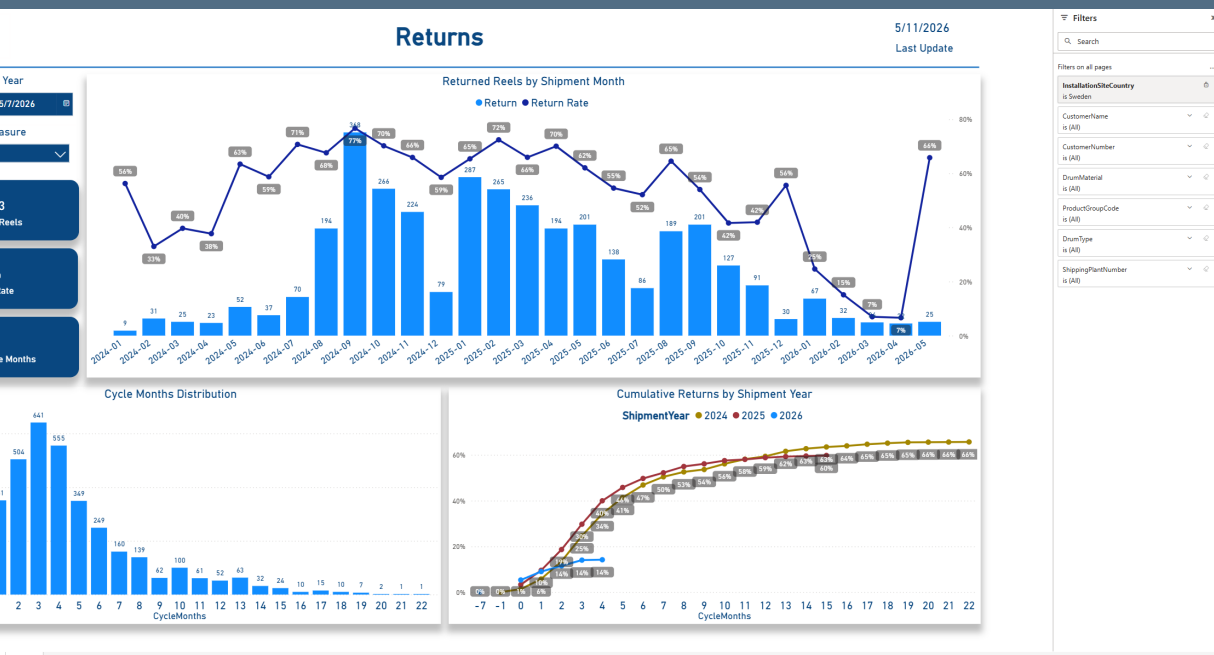 Returns
5/11/2026
Last Update
Year
5/7/2026
asure
3
Reels
ate
e Months
Returned Reels by Shipment Month
Return Return Rate
368
56% 33% 40% 38% 63% 59% 71% 68% 77% 70% 66% 59% 65% 72% 66% 70% 62% 55% 52% 65% 54% 42% 42% 56% 25% 15% 7% 7% 66%
9 31 25 23 52 37 70 194 266 224 79 287 265 236 194 201 138 86 189 201 127 91 30 67 32 25
80%
60%
40%
20%
0%
2024-01 2024-02 2024-03 2024-04 2024-05 2024-06 2024-07 2024-08 2024-09 2024-10 2024-11 2024-12 2025-01 2025-02 2025-03 2025-04 2025-05 2025-06 2025-07 2025-08 2025-09 2025-10 2025-11 2025-12 2026-01 2026-02 2026-03 2026-04 2026-05
Cycle Months Distribution
1 504 641 555 349 249 160 139 62 100 61 52 63 32 24 10 15 10 7 2 1 1
2 3 4 5 6 7 8 9 10 11 12 13 14 15 16 17 18 19 20 21 22
CycleMonths
Cumulative Returns by Shipment Year
ShipmentYear 2024 2025 2026
60%
40%
20%
0%
0% 0% 1% 6% 10% 19% 14% 30% 25% 14% 40% 34% 14% 46% 41% 47% 50% 53% 54% 56% 58% 59% 62% 63% 63% 60% 64% 65% 65% 65% 66% 66% 66%
-7 -1 0 1 2 3 4 5 6 7 8 9 10 11 12 13 14 15 16 17 18 19 20 21 22
CycleMonths
Filters
Search
Filters on all pages
...
InstallationSiteCountry
is Sweden
CustomerName
is (All)
CustomerNumber
is (All)
DrumMaterial
is (All)
ProductGroupCode
is (All)
DrumType
is (All)
ShippingPlantNumber
is (All)